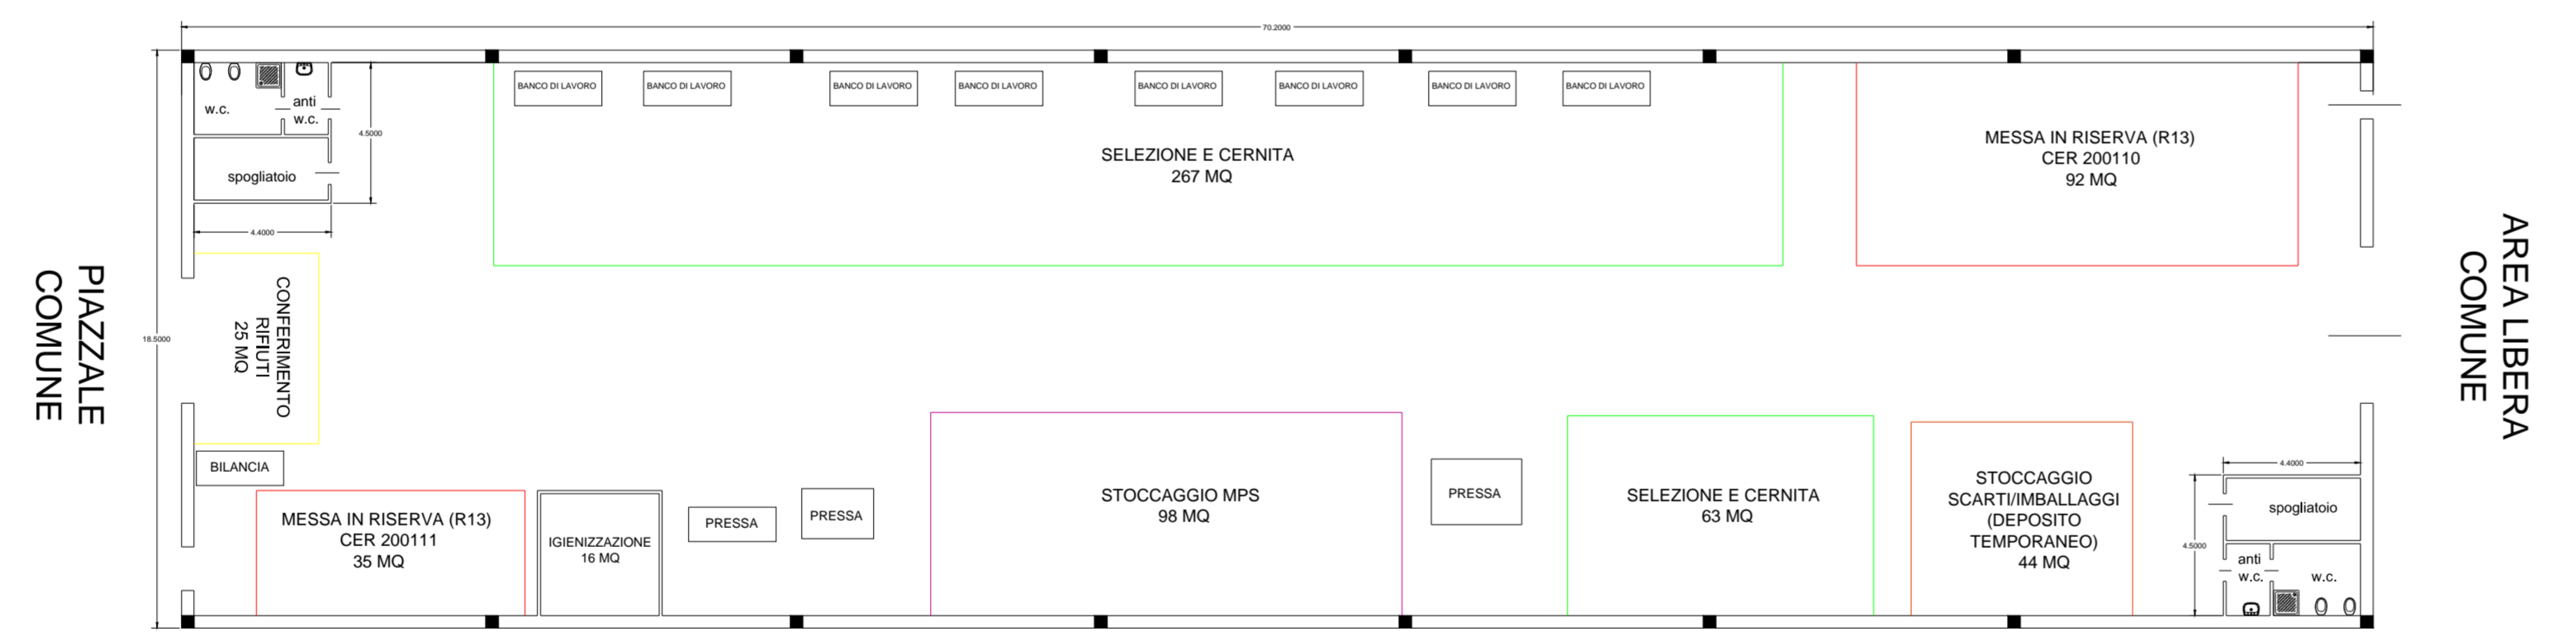 70.2000
BANCO DI LAVORO
BANCO DI LAVORO
BANCO DI LAVORO
BANCO DI LAVORO
BANCO DI LAVORO
BANCO DI LAVORO
BANCO DI LAVORO
BANCO DI LAVORO
w.c.
anti
w.c.
4.5000
spogliatoio
4.4000
SELEZIONE E CERNITA
267 MQ
MESSA IN RISERVA (R13)
CER 200110
92 MQ
PIAZZALE
COMUNE
18.5000
CONFERIMENTO
RIFIUTI
25 MQ
AREA LIBERA
COMUNE
BILANCIA
MESSA IN RISERVA (R13)
CER 200111
35 MQ
IGIENIZZAZIONE
16 MQ
PRESSA
PRESSA
STOCCAGGIO MPS
98 MQ
PRESSA
SELEZIONE E CERNITA
63 MQ
STOCCAGGIO
SCARTI/IMBALLAGGI
(DEPOSITO
TEMPORANEO)
44 MQ
4.4000
spogliatoio
4.5000
anti
w.c.
w.c.